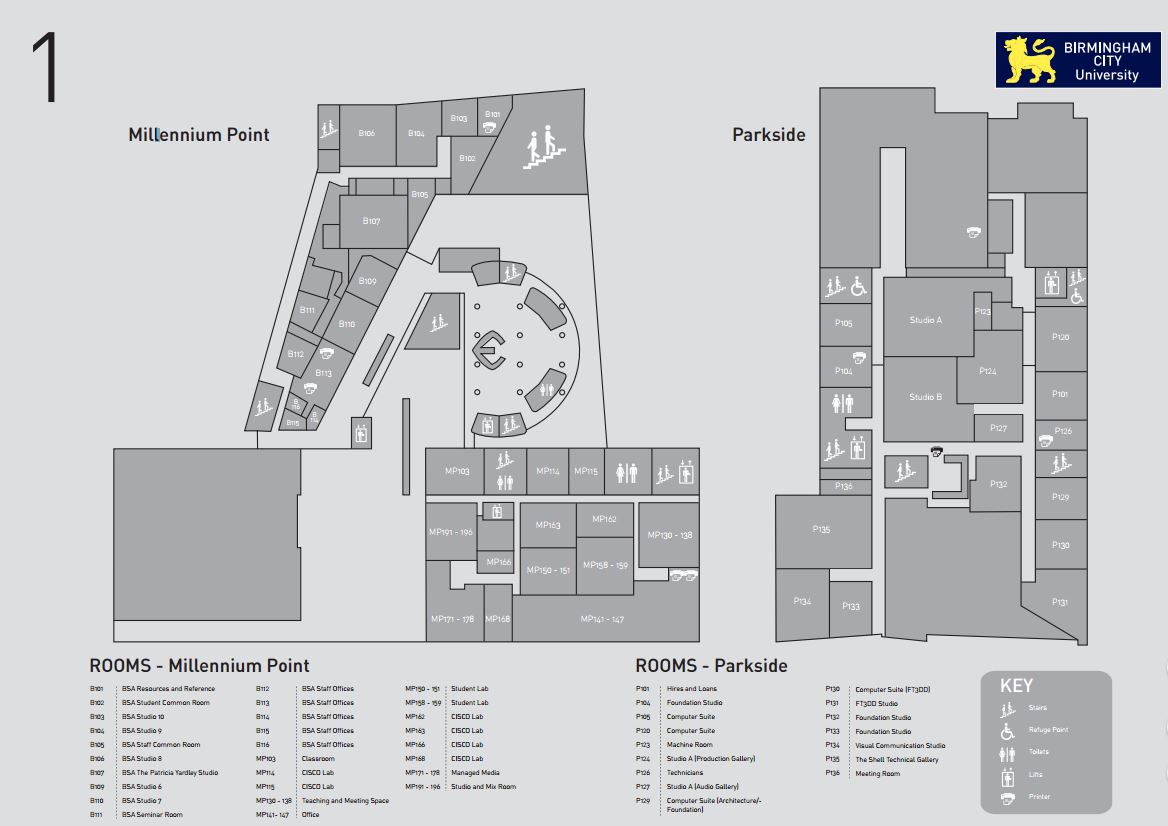 1
BIRMINGHAM
CITY
University
Millennium Point
Parkside
B106
B104
B103
B101
B102
B105
B107
B109
B111
B110
B112
B113
B115
MP103
MP114
MP115
MP191 - 196
MP163
MP162
MP130 - 138
MP166
MP150 - 151
MP158 - 159
MP171 - 178
MP168
MP141 - 147
P105
Studio A
P123
P120
P104
P124
P101
Studio B
P127
P126
P136
P132
P129
P135
P130
P134
P133
P131
ROOMS - Millennium Point
B101 BSA Resources and Reference
B102 BSA Student Common Room
B103 BSA Studio 10
B104 BSA Studio 9
B105 BSA Staff Common Room
B106 BSA Studio 8
B107 BSA The Patricia Yardley Studio
B109 BSA Studio 6
B110 BSA Studio 7
B111 BSA Seminar Room
B112 BSA Staff Offices
B113 BSA Staff Offices
B114 BSA Staff Offices
B115 BSA Staff Offices
B116 BSA Staff Offices
MP103 Classroom
MP114 CISCO Lab
MP115 CISCO Lab
MP130 - 138 Teaching and Meeting Space
MP141- 147 Office
MP150 - 151 Student Lab
MP158 - 159 Student Lab
MP162 CISCO Lab
MP163 CISCO Lab
MP166 CISCO Lab
MP168 CISCO Lab
MP171 - 178 Managed Media
MP191 - 196 Studio and Mix Room
ROOMS - Parkside
P101 Hires and Loans
P104 Foundation Studio
P105 Computer Suite
P120 Computer Suite
P123 Machine Room
P124 Studio A (Production Gallery)
P126 Technicians
P127 Studio A (Audio Gallery)
P129 Computer Suite (Architecture/-
Foundation)
P130 Computer Suite (FT3DD)
P131 FT3DD Studio
P132 Foundation Studio
P133 Foundation Studio
P134 Visual Communication Studio
P135 The Shell Technical Gallery
P136 Meeting Room
KEY
Stairs
Refuge Point
Toilets
Lifts
Printer